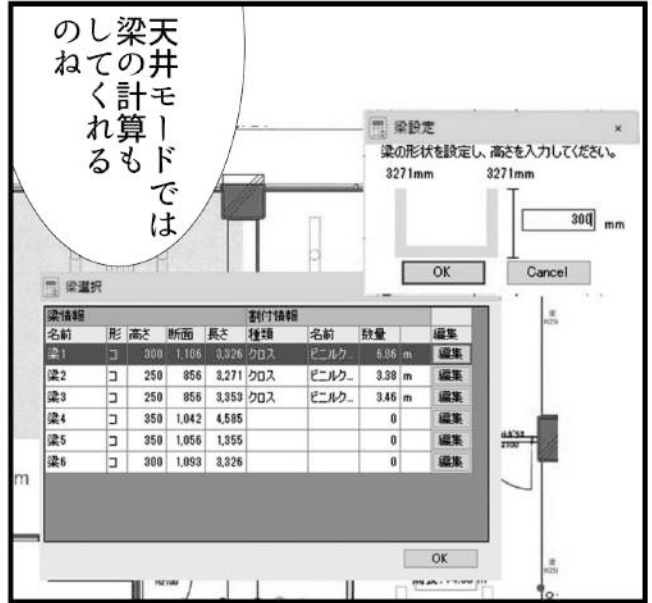 天井モードでは
梁の計算も
してくれる
のね
梁設定
×
梁の形状を設定し、高さを入力してください。
3271mm 3271mm
300 mm
OK Cancel
梁選択
梁情報 割付情報
名前 形 高さ 断面 長さ 種類 名前 数量 編集
梁1 コ 300 1,106 3,326 クロス ビニルク... 6.86 m 編集
梁2 コ 250 856 3,271 クロス ビニルク... 3.38 m 編集
梁3 コ 250 856 3,353 クロス ビニルク... 3.46 m 編集
梁4 コ 350 1,042 4,585 0 編集
梁5 コ 350 1,056 1,355 0 編集
梁6 コ 300 1,093 3,326 0 編集
OK
m
梁
2100
梁
H2100